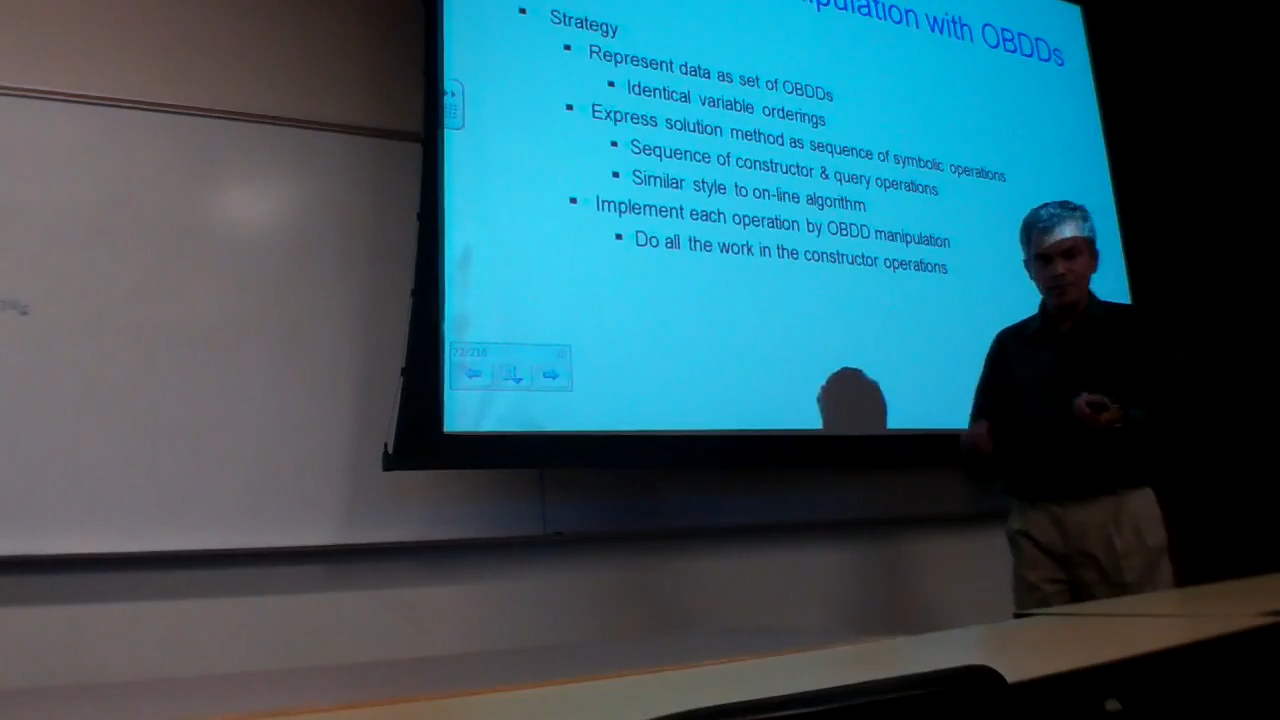 with OBDDs
Strategy
Represent data as set of OBDDs
Identical variable orderings
Express solution method as sequence of symbolic operations
Sequence of constructor & query operations
Similar style to on-line algorithm
Implement each operation by OBDD manipulation
Do all the work in the constructor operations
72/216